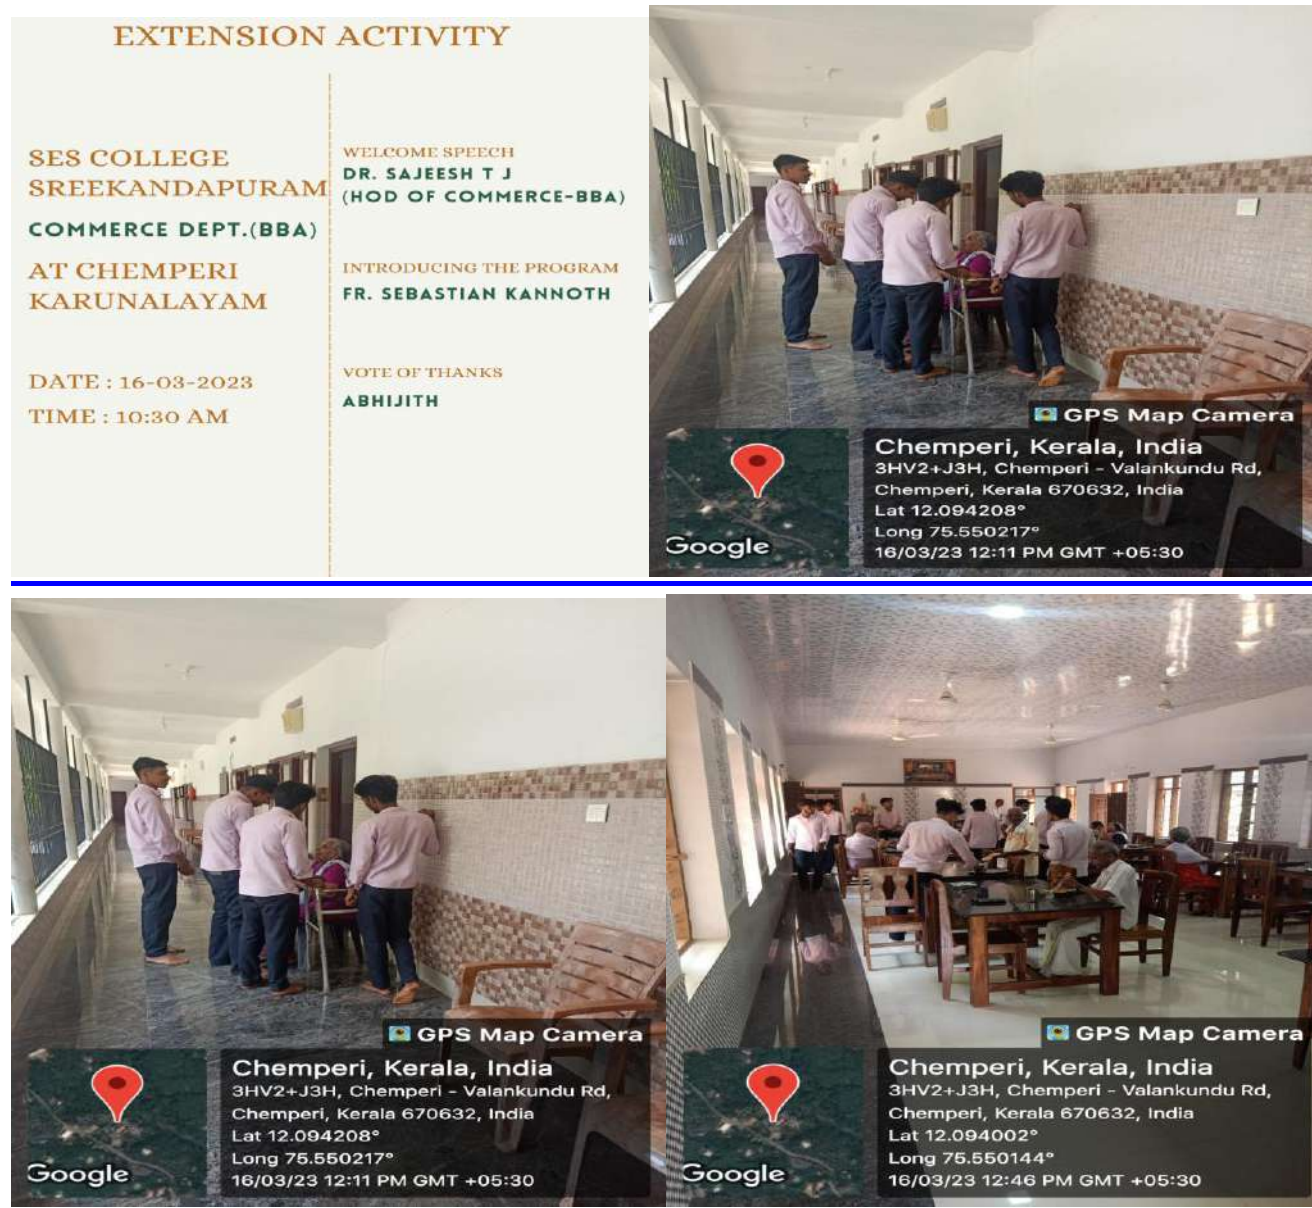 EXTENSION ACTIVITY
SES COLLEGE
SREEKANDAPURAM
COMMERCE DEPT.(BBA)
AT CHEMPERI
KARUNALAYAM
DATE : 16-03-2023
TIME : 10:30 AM
WELCOME SPEECH
DR. SAJEESH T J
(HOD OF COMMERCE-BBA)
INTRODUCING THE PROGRAM
FR. SEBASTIAN KANNOTH
VOTE OF THANKS
ABHIJITH
GPS Map Camera
Chemperi, Kerala, India
3HV2+J3H, Chemperi - Valankundu Rd,
Chemperi, Kerala 670632, India
Lat 12.094208°
Long 75.550217°
16/03/23 12:11 PM GMT +05:30
Google
GPS Map Camera
Chemperi, Kerala, India
3HV2+J3H, Chemperi - Valankundu Rd,
Chemperi, Kerala 670632, India
Lat 12.094208°
Long 75.550217°
16/03/23 12:11 PM GMT +05:30
Google
GPS Map Camera
Chemperi, Kerala, India
3HV2+J3H, Chemperi - Valankundu Rd,
Chemperi, Kerala 670632, India
Lat 12.094002°
Long 75.550144°
16/03/23 12:46 PM GMT +05:30
Google